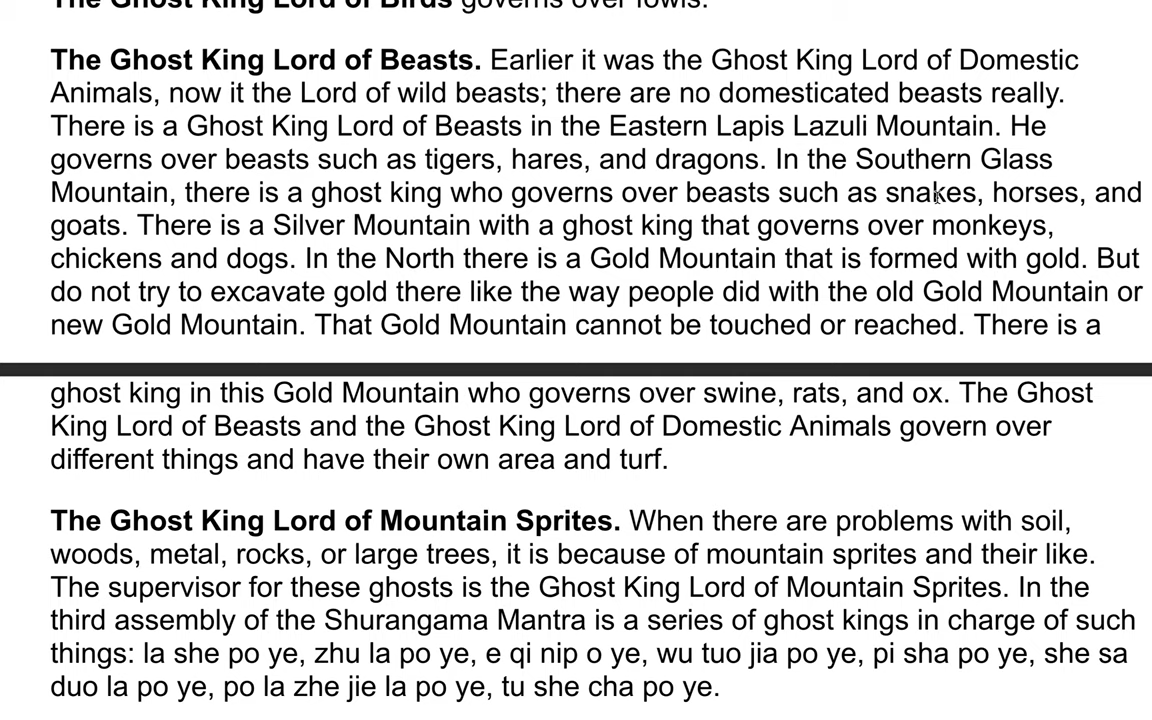 The Ghost King Lord of Birds governs over fowls.
The Ghost King Lord of Beasts. Earlier it was the Ghost King Lord of Domestic
Animals, now it the Lord of wild beasts; there are no domesticated beasts really.
There is a Ghost King Lord of Beasts in the Eastern Lapis Lazuli Mountain. He
governs over beasts such as tigers, hares, and dragons. In the Southern Glass
Mountain, there is a ghost king who governs over beasts such as snakes, horses, and
goats. There is a Silver Mountain with a ghost king that governs over monkeys,
chickens and dogs. In the North there is a Gold Mountain that is formed with gold. But
do not try to excavate gold there like the way people did with the old Gold Mountain or
new Gold Mountain. That Gold Mountain cannot be touched or reached. There is a
ghost king in this Gold Mountain who governs over swine, rats, and ox. The Ghost
King Lord of Beasts and the Ghost King Lord of Domestic Animals govern over
different things and have their own area and turf.
The Ghost King Lord of Mountain Sprites. When there are problems with soil,
woods, metal, rocks, or large trees, it is because of mountain sprites and their like.
The supervisor for these ghosts is the Ghost King Lord of Mountain Sprites. In the
third assembly of the Shurangama Mantra is a series of ghost kings in charge of such
things: la she po ye, zhu la po ye, e qi nip o ye, wu tuo jia po ye, pi sha po ye, she sa
duo la po ye, po la zhe jie la po ye, tu she cha po ye.